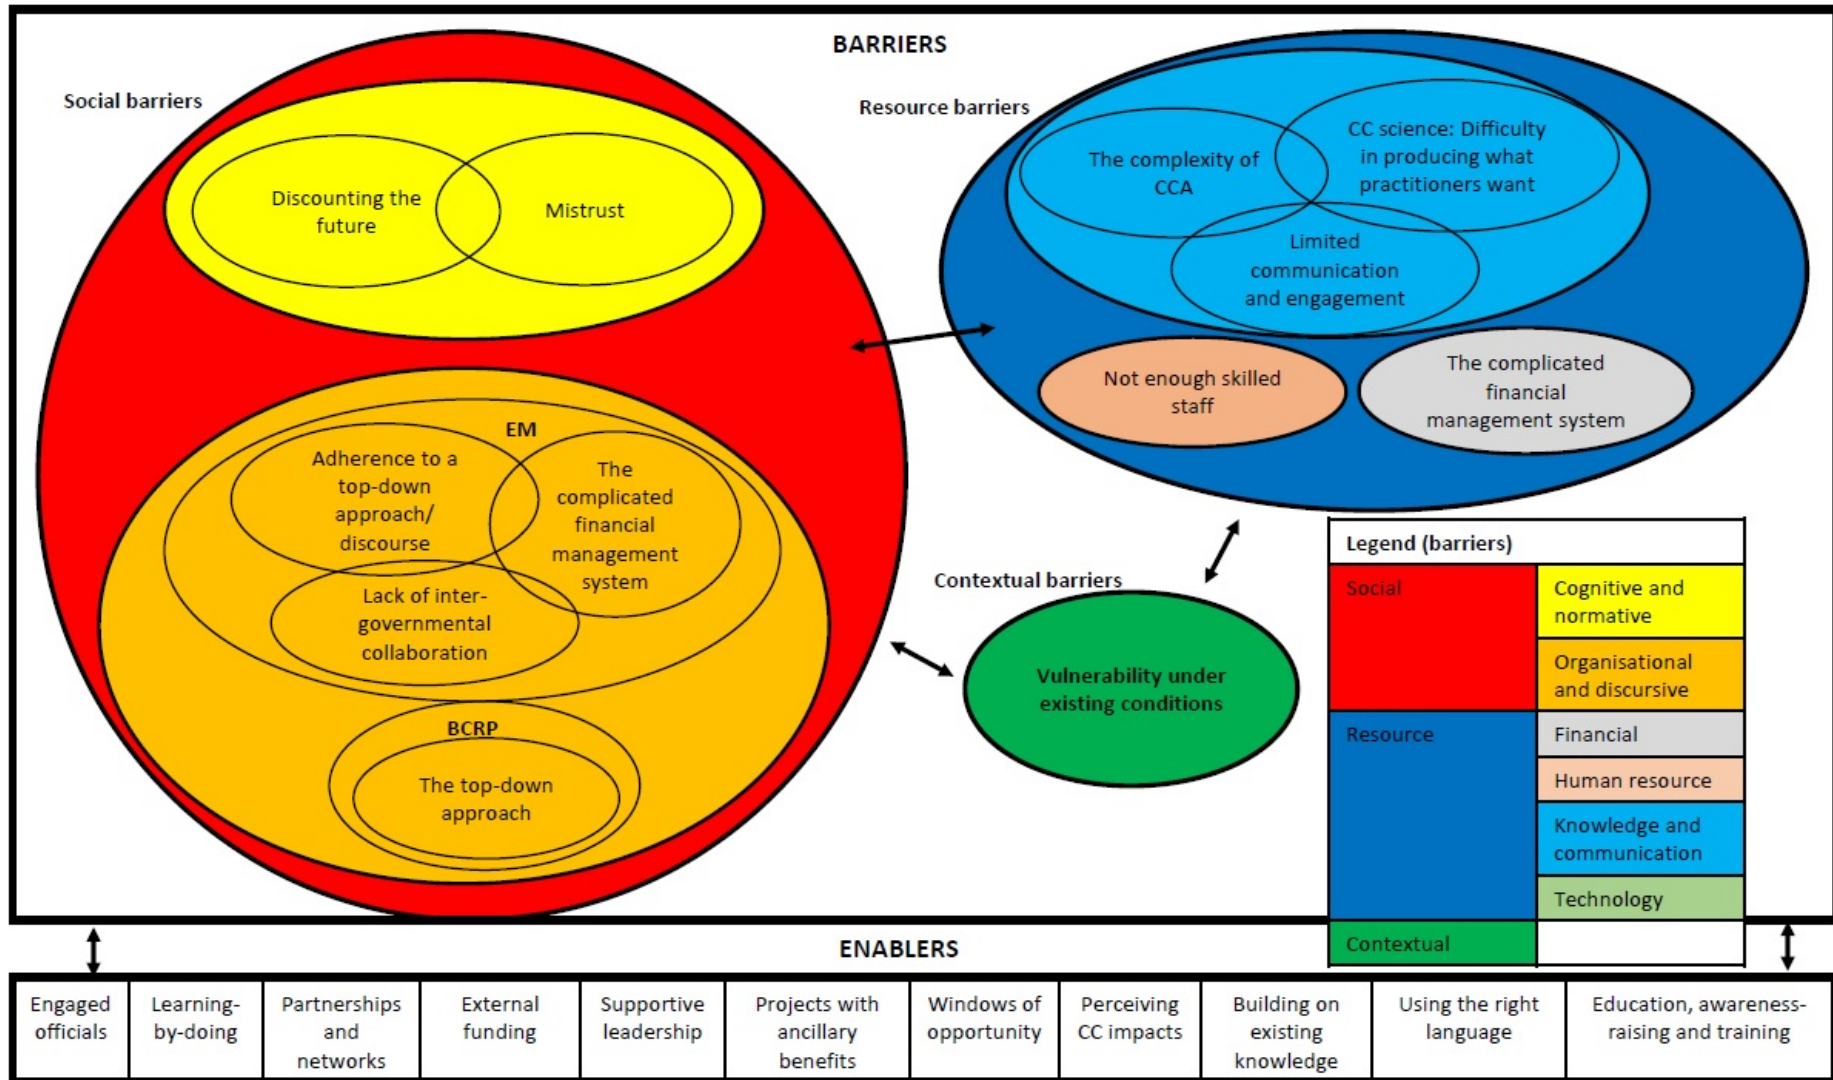 BARRIERS
Social barriers
Discounting the
future
Mistrust
EM
Adherence to a
top-down
approach/
discourse
The
complicated
financial
management
system
Lack of inter-
governmental
collaboration
BCRP
The top-down
approach
Resource barriers
The complexity of
CCA
CC science: Difficulty
in producing what
practitioners want
Limited
communication
and engagement
Not enough skilled
staff
The complicated
financial
management system
Contextual barriers
Vulnerability under
existing conditions
Legend (barriers)
Social
Cognitive and
normative
Organisational
and discursive
Resource
Financial
Human resource
Knowledge and
communication
Technology
Contextual
ENABLERS
Engaged
officials
Learning-
by-doing
Partnerships
and
networks
External
funding
Supportive
leadership
Projects with
ancillary
benefits
Windows of
opportunity
Perceiving
CC impacts
Building on
existing
knowledge
Using the right
language
Education, awareness-
raising and training